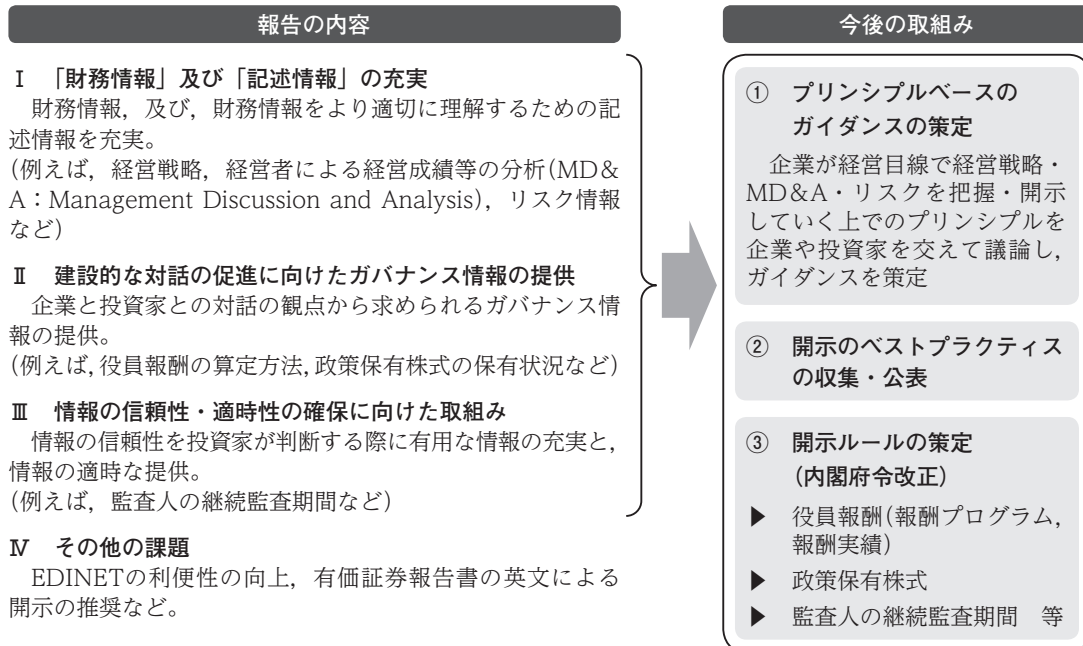 報告の内容
Ⅰ 「財務情報」及び「記述情報」の充実
財務情報，及び，財務情報をより適切に理解するための記
述情報を充実。
(例えば，経営戦略，経営者による経営成績等の分析(MD&
A：Management Discussion and Analysis)，リスク情報
など)
Ⅱ 建設的な対話の促進に向けたガバナンス情報の提供
企業と投資家との対話の観点から求められるガバナンス情
報の提供。
(例えば，役員報酬の算定方法，政策保有株式の保有状況など)
Ⅲ 情報の信頼性・適時性の確保に向けた取組み
情報の信頼性を投資家が判断する際に有用な情報の充実と，
情報の適時な提供。
(例えば，監査人の継続監査期間など)
Ⅳ その他の課題
EDINETの利便性の向上，有価証券報告書の英文による
開示の推奨など。
今後の取組み
① プリンシプルベースの
ガイダンスの策定
企業が経営目線で経営戦略・
MD&A・リスクを把握・開示
していく上でのプリンシプルを
企業や投資家を交えて議論し，
ガイダンスを策定
② 開示のベストプラクティス
の収集・公表
③ 開示ルールの策定
(内閣府令改正)
▶ 役員報酬(報酬プログラム，
報酬実績)
▶ 政策保有株式
▶ 監査人の継続監査期間 等